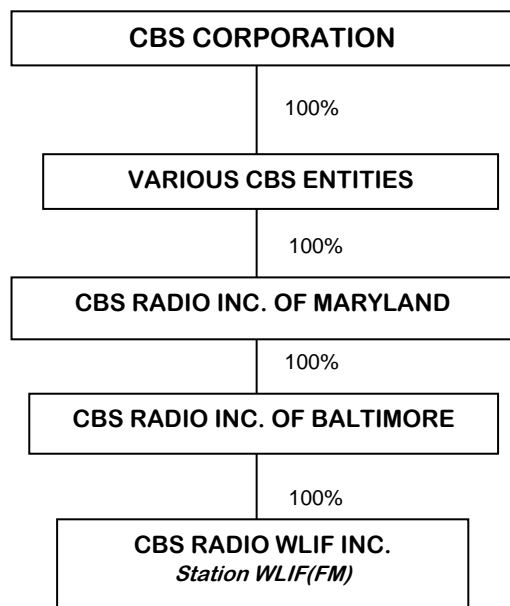 CBS CORPORATION
100%
VARIOUS CBS ENTITIES
100%
CBS RADIO INC. OF MARYLAND
100%
CBS RADIO INC. OF BALTIMORE
100%
CBS RADIO WLIF INC.
Station WLIF(FM)